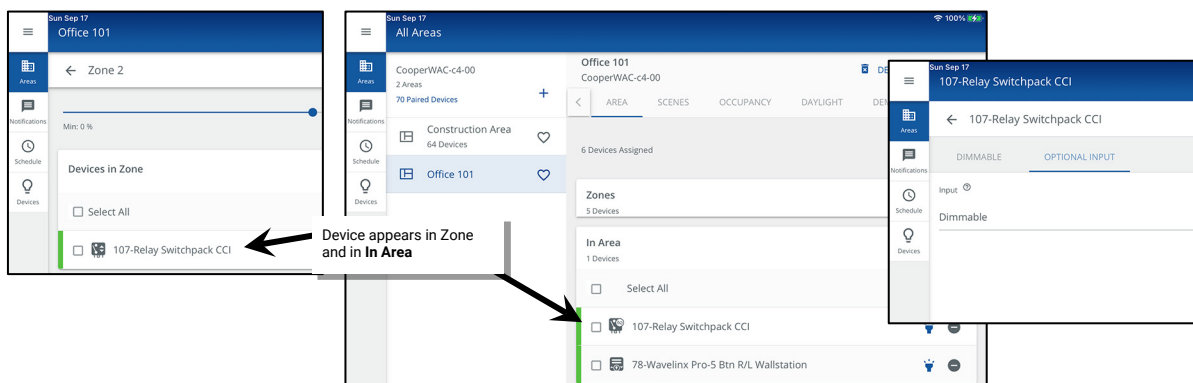 Sun Sep 17
Office 101
Areas
Notifications
Schedule
Devices
Zone 2
Min: 0 %
Devices in Zone
Select All
107-Relay Switchpack CCI
Device appears in Zone
and in In Area
Sun Sep 17
100%
All Areas
Areas
Notifications
Schedule
Devices
CooperWAC-c4-00
2 Areas
70 Paired Devices
Construction Area
64 Devices
Office 101
Office 101
CooperWAC-c4-00
DE
AREA SCENES OCCUPANCY DAYLIGHT DEM
6 Devices Assigned
Zones
5 Devices
In Area
1 Devices
Select All
107-Relay Switchpack CCI
78-Wavelinx Pro-5 Btn R/L Wallstation
Sun Sep 17
107-Relay Switchpack CCI
Areas
Notifications
Schedule
Devices
107-Relay Switchpack CCI
DIMMABLE OPTIONAL INPUT
Input
Dimmable